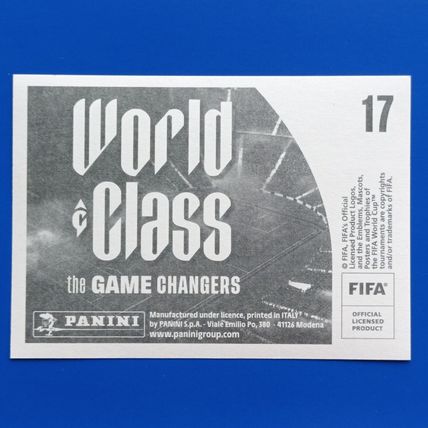 World
Class
the GAME CHANGERS
PANINI
Manufactured under licence, printed in ITALY
by PANINI S.p.A. - Viale Emilio Po, 380 - 41126 Modena
www.paninigroup.com
17
© FIFA, FIFA's Official
Licensed Product Logos,
and the Emblems, Mascots,
Posters and Trophies of
the FIFA World Cup™
tournaments are copyrights
and/or trademarks of FIFA.
FIFA®
OFFICIAL
LICENSED
PRODUCT